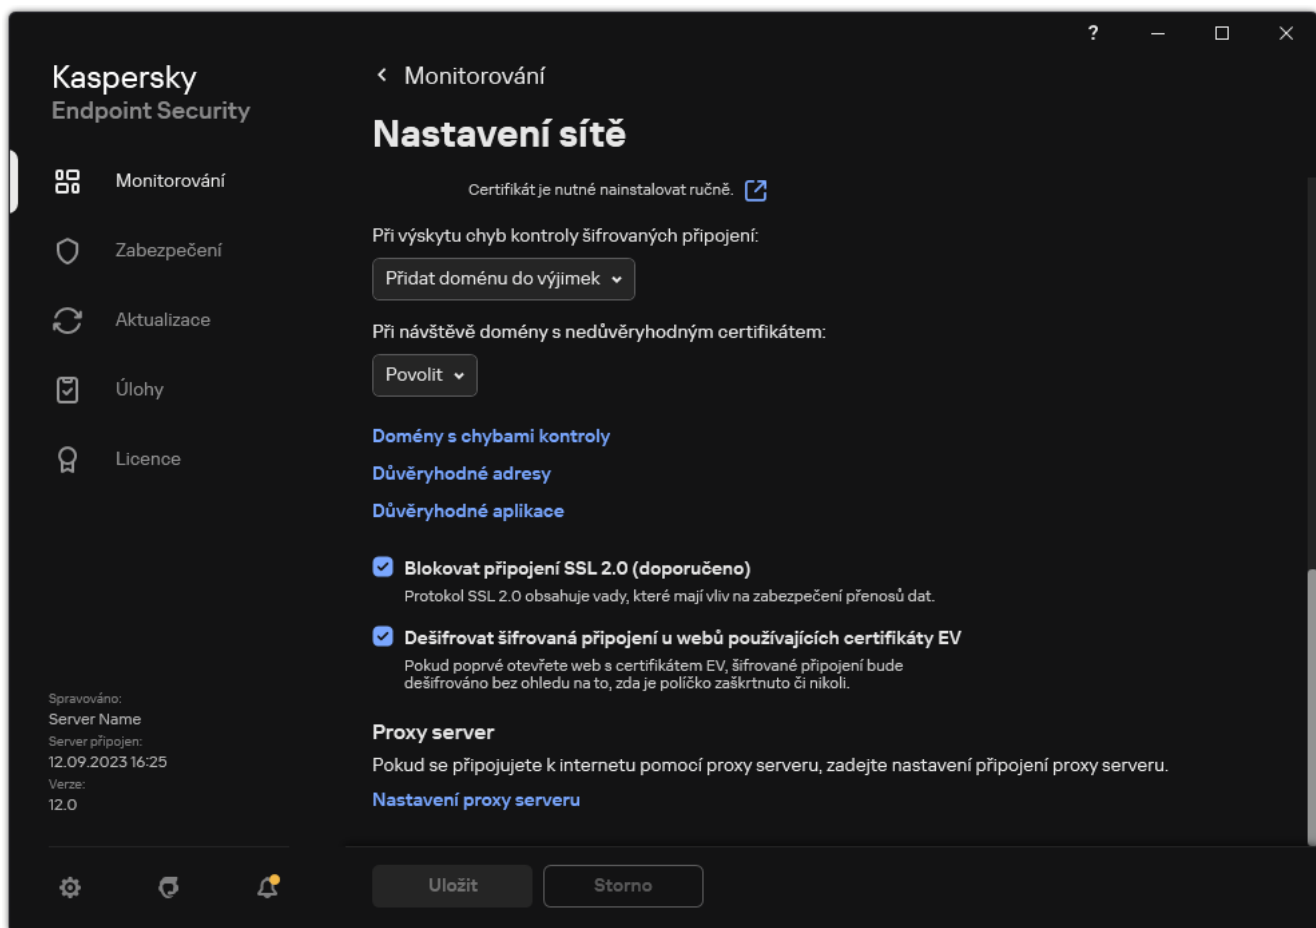 ?
Kaspersky
Endpoint Security
Monitorování
Zabezpečení
Aktualizace
Úlohy
Licence
Spravováno:
Server Name
Server připojen:
12.09.2023 16:25
Verze:
12.0
Monitorování
Nastavení sítě
Certifikát je nutné nainstalovat ručně.
Při výskytu chyb kontroly šifrovaných připojení:
Přidat doménu do výjimek
Při návštěvě domény s nedůvěryhodným certifikátem:
Povolit
Domény s chybami kontroly
Důvěryhodné adresy
Důvěryhodné aplikace
Blokovat připojení SSL 2.0 (doporučeno)
Protokol SSL 2.0 obsahuje vady, které mají vliv na zabezpečení přenosů dat.
Dešifrovat šifrovaná připojení u webů používajících certifikáty EV
Pokud poprvé otevřete web s certifikátem EV, šifrované připojení bude
dešifrováno bez ohledu na to, zda je políčko zaškrtnuto či nikoli.
Proxy server
Pokud se připojujete k internetu pomocí proxy serveru, zadejte nastavení připojení proxy serveru.
Nastavení proxy serveru
Uložit
Storno